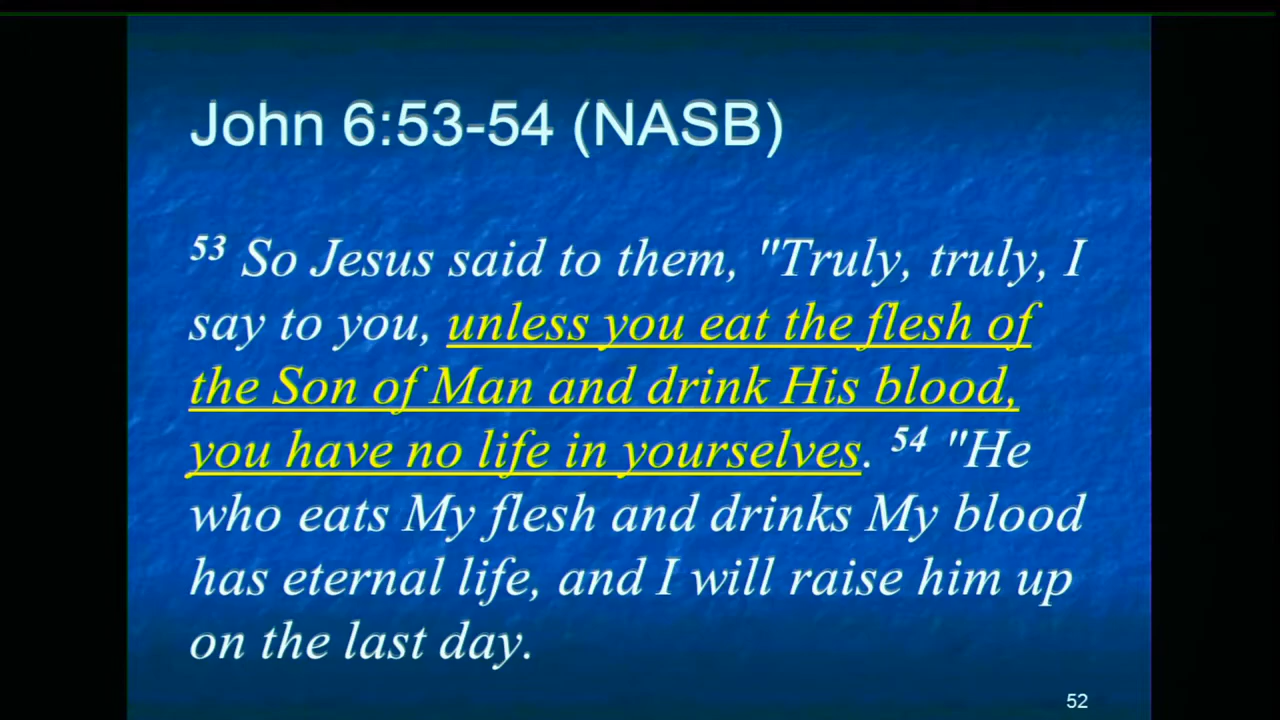 John 6:53-54 (NASB)
53 So Jesus said to them, "Truly, truly, I
say to you, unless you eat the flesh of
the Son of Man and drink His blood,
you have no life in yourselves. 54 "He
who eats My flesh and drinks My blood
has eternal life, and I will raise him up
on the last day.
52